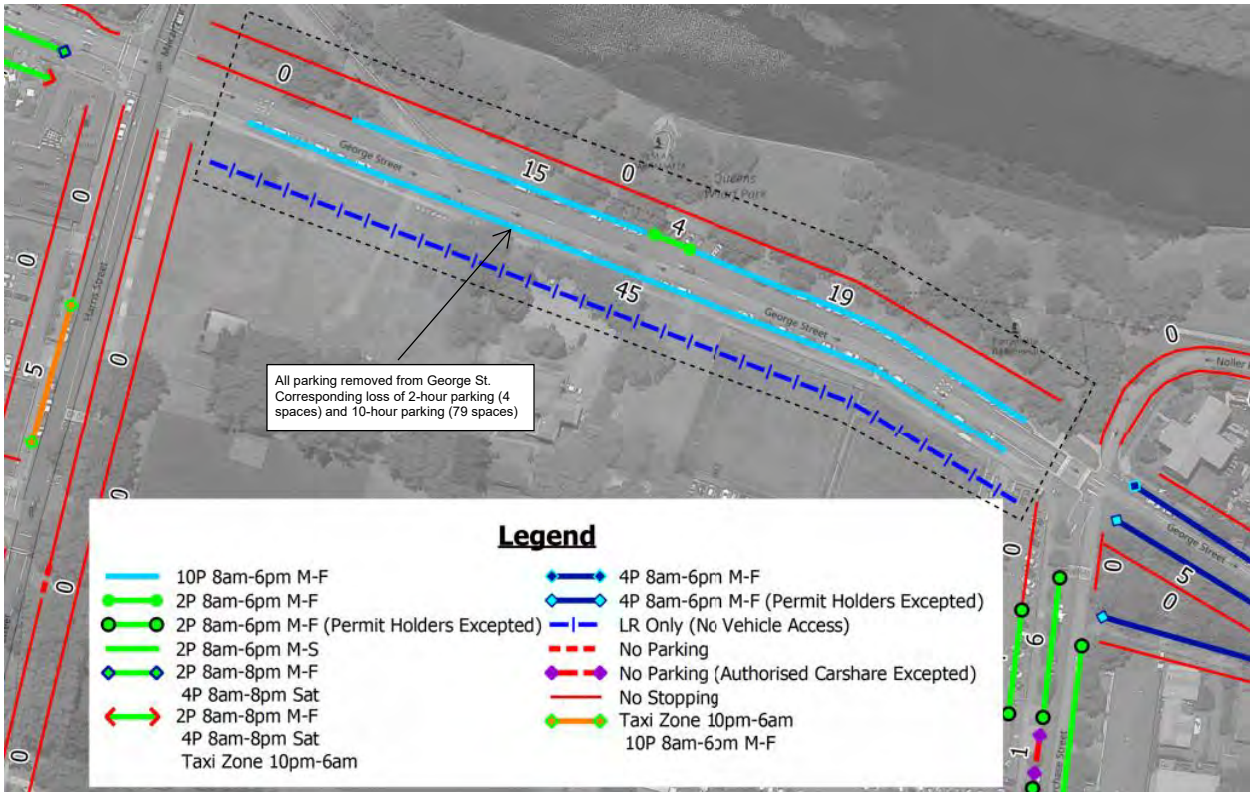 0
15
0
4
19
45
George Street
George Street
Queens
Wharf Park
0
0
0
5
Harris Street
0
0
0
0
0
0
All parking removed from George St.
Corresponding loss of 2-hour parking (4
spaces) and 10-hour parking (79 spaces)
0
0
George Street
5
0
0
6
1
Legend
10P 8am-6pm M-F
2P 8am-6pm M-F
2P 8am-6pm M-F (Permit Holders Excepted)
2P 8am-6pm M-S
2P 8am-8pm M-F
4P 8am-8pm Sat
2P 8am-8pm M-F
4P 8am-8pm Sat
Taxi Zone 10pm-6am
4P 8am-6pm M-F
4P 8am-6pm M-F (Permit Holders Excepted)
LR Only (No Vehicle Access)
No Parking
No Parking (Authorised Carshare Excepted)
No Stopping
Taxi Zone 10pm-6am
10P 8am-6pm M-F